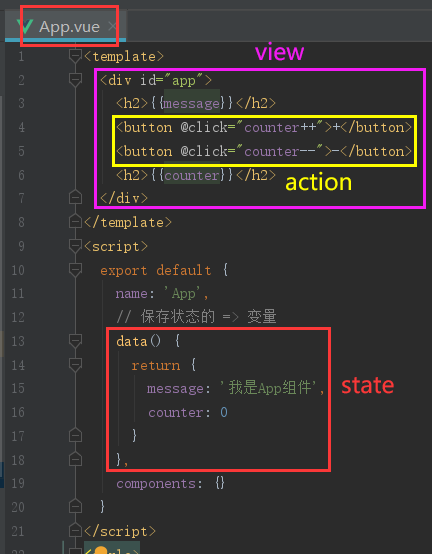 App.vue ×
view
1 <template>
2 <div id="app">
3 <h2>{{message}}</h2>
4 <button @click="counter++">+</button>
5 <button @click="counter--">-</button>
6 <h2>{{counter}}</h2>
action
7 </div>
8 </template>
9 <script>
10 export default {
11 name: 'App',
12 // 保存状态的 => 变量
13 data() {
14 return {
15 message: '我是App组件',
state
16 counter: 0
17 }
18 },
19 components: {}
20 }
21 </script>